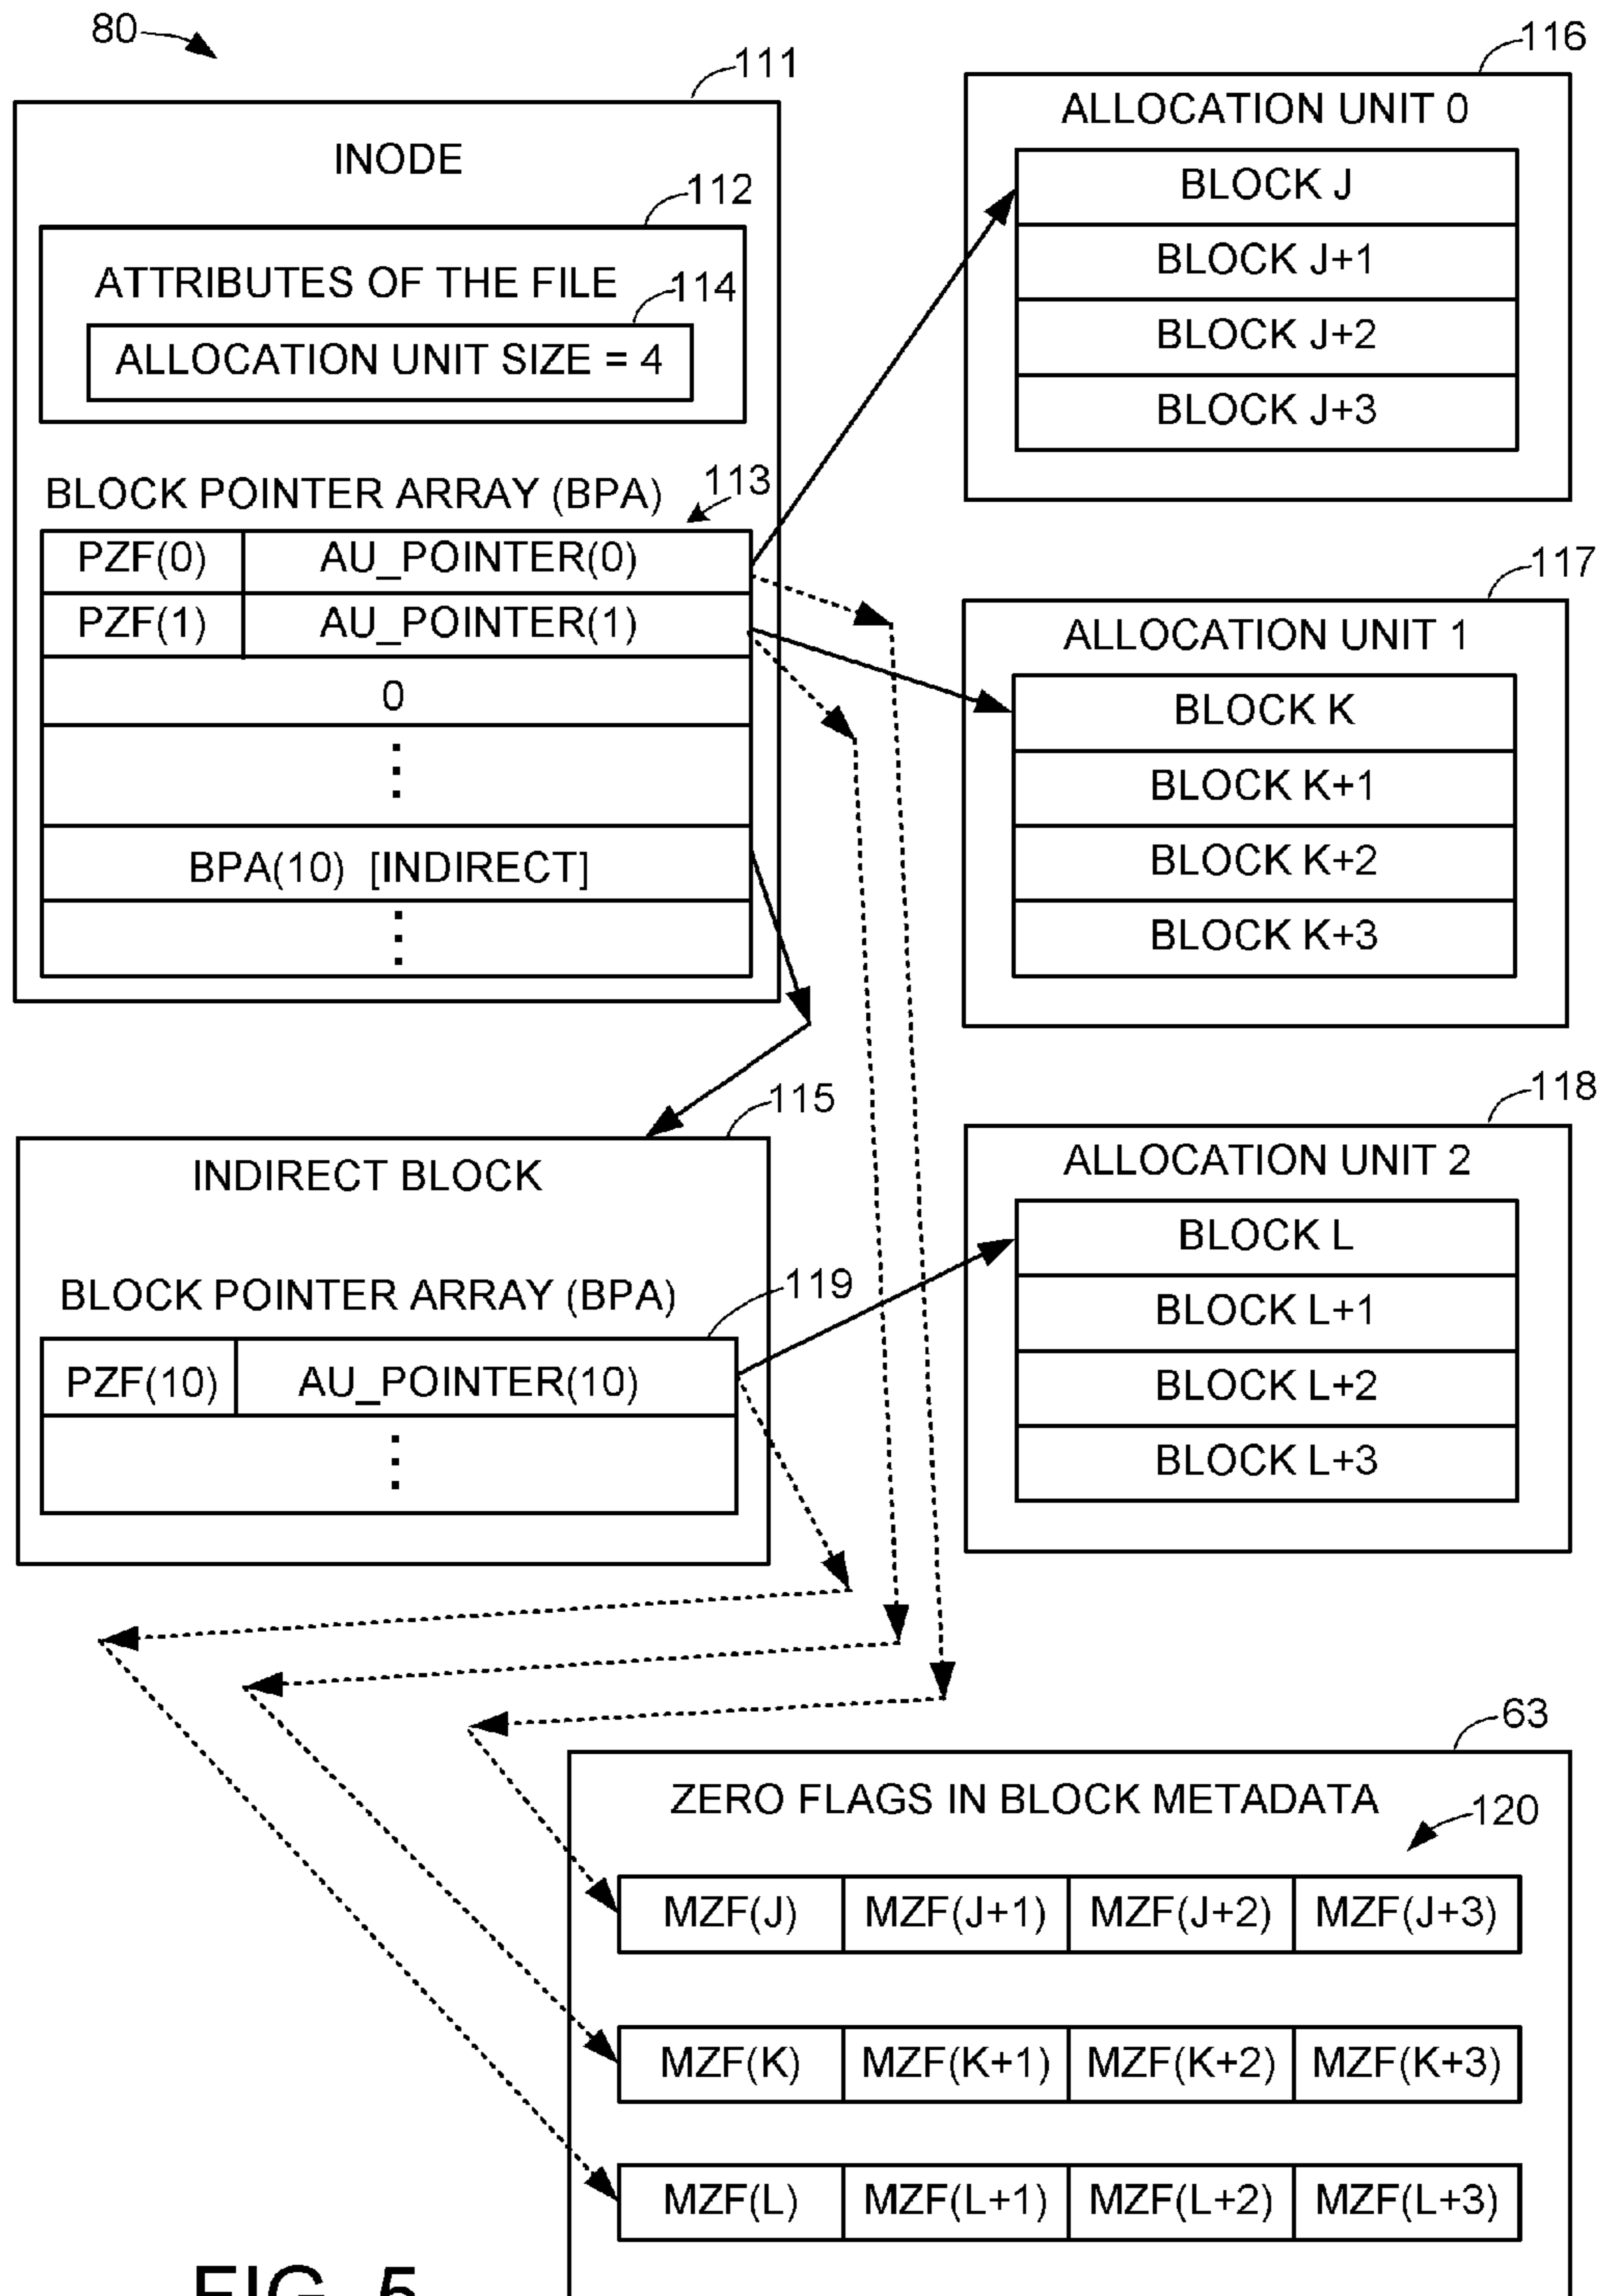 80
111
INODE
112
ATTRIBUTES OF THE FILE
114
ALLOCATION UNIT SIZE = 4
BLOCK POINTER ARRAY (BPA)
113
PZF(0) AU_POINTER(0)
PZF(1) AU_POINTER(1)
0
BPA(10) [INDIRECT]
115
INDIRECT BLOCK
BLOCK POINTER ARRAY (BPA)
119
PZF(10) AU_POINTER(10)
116
ALLOCATION UNIT 0
BLOCK J
BLOCK J+1
BLOCK J+2
BLOCK J+3
117
ALLOCATION UNIT 1
BLOCK K
BLOCK K+1
BLOCK K+2
BLOCK K+3
118
ALLOCATION UNIT 2
BLOCK L
BLOCK L+1
BLOCK L+2
BLOCK L+3
63
ZERO FLAGS IN BLOCK METADATA
120
MZF(J) MZF(J+1) MZF(J+2) MZF(J+3)
MZF(K) MZF(K+1) MZF(K+2) MZF(K+3)
MZF(L) MZF(L+1) MZF(L+2) MZF(L+3)
FIG. 5